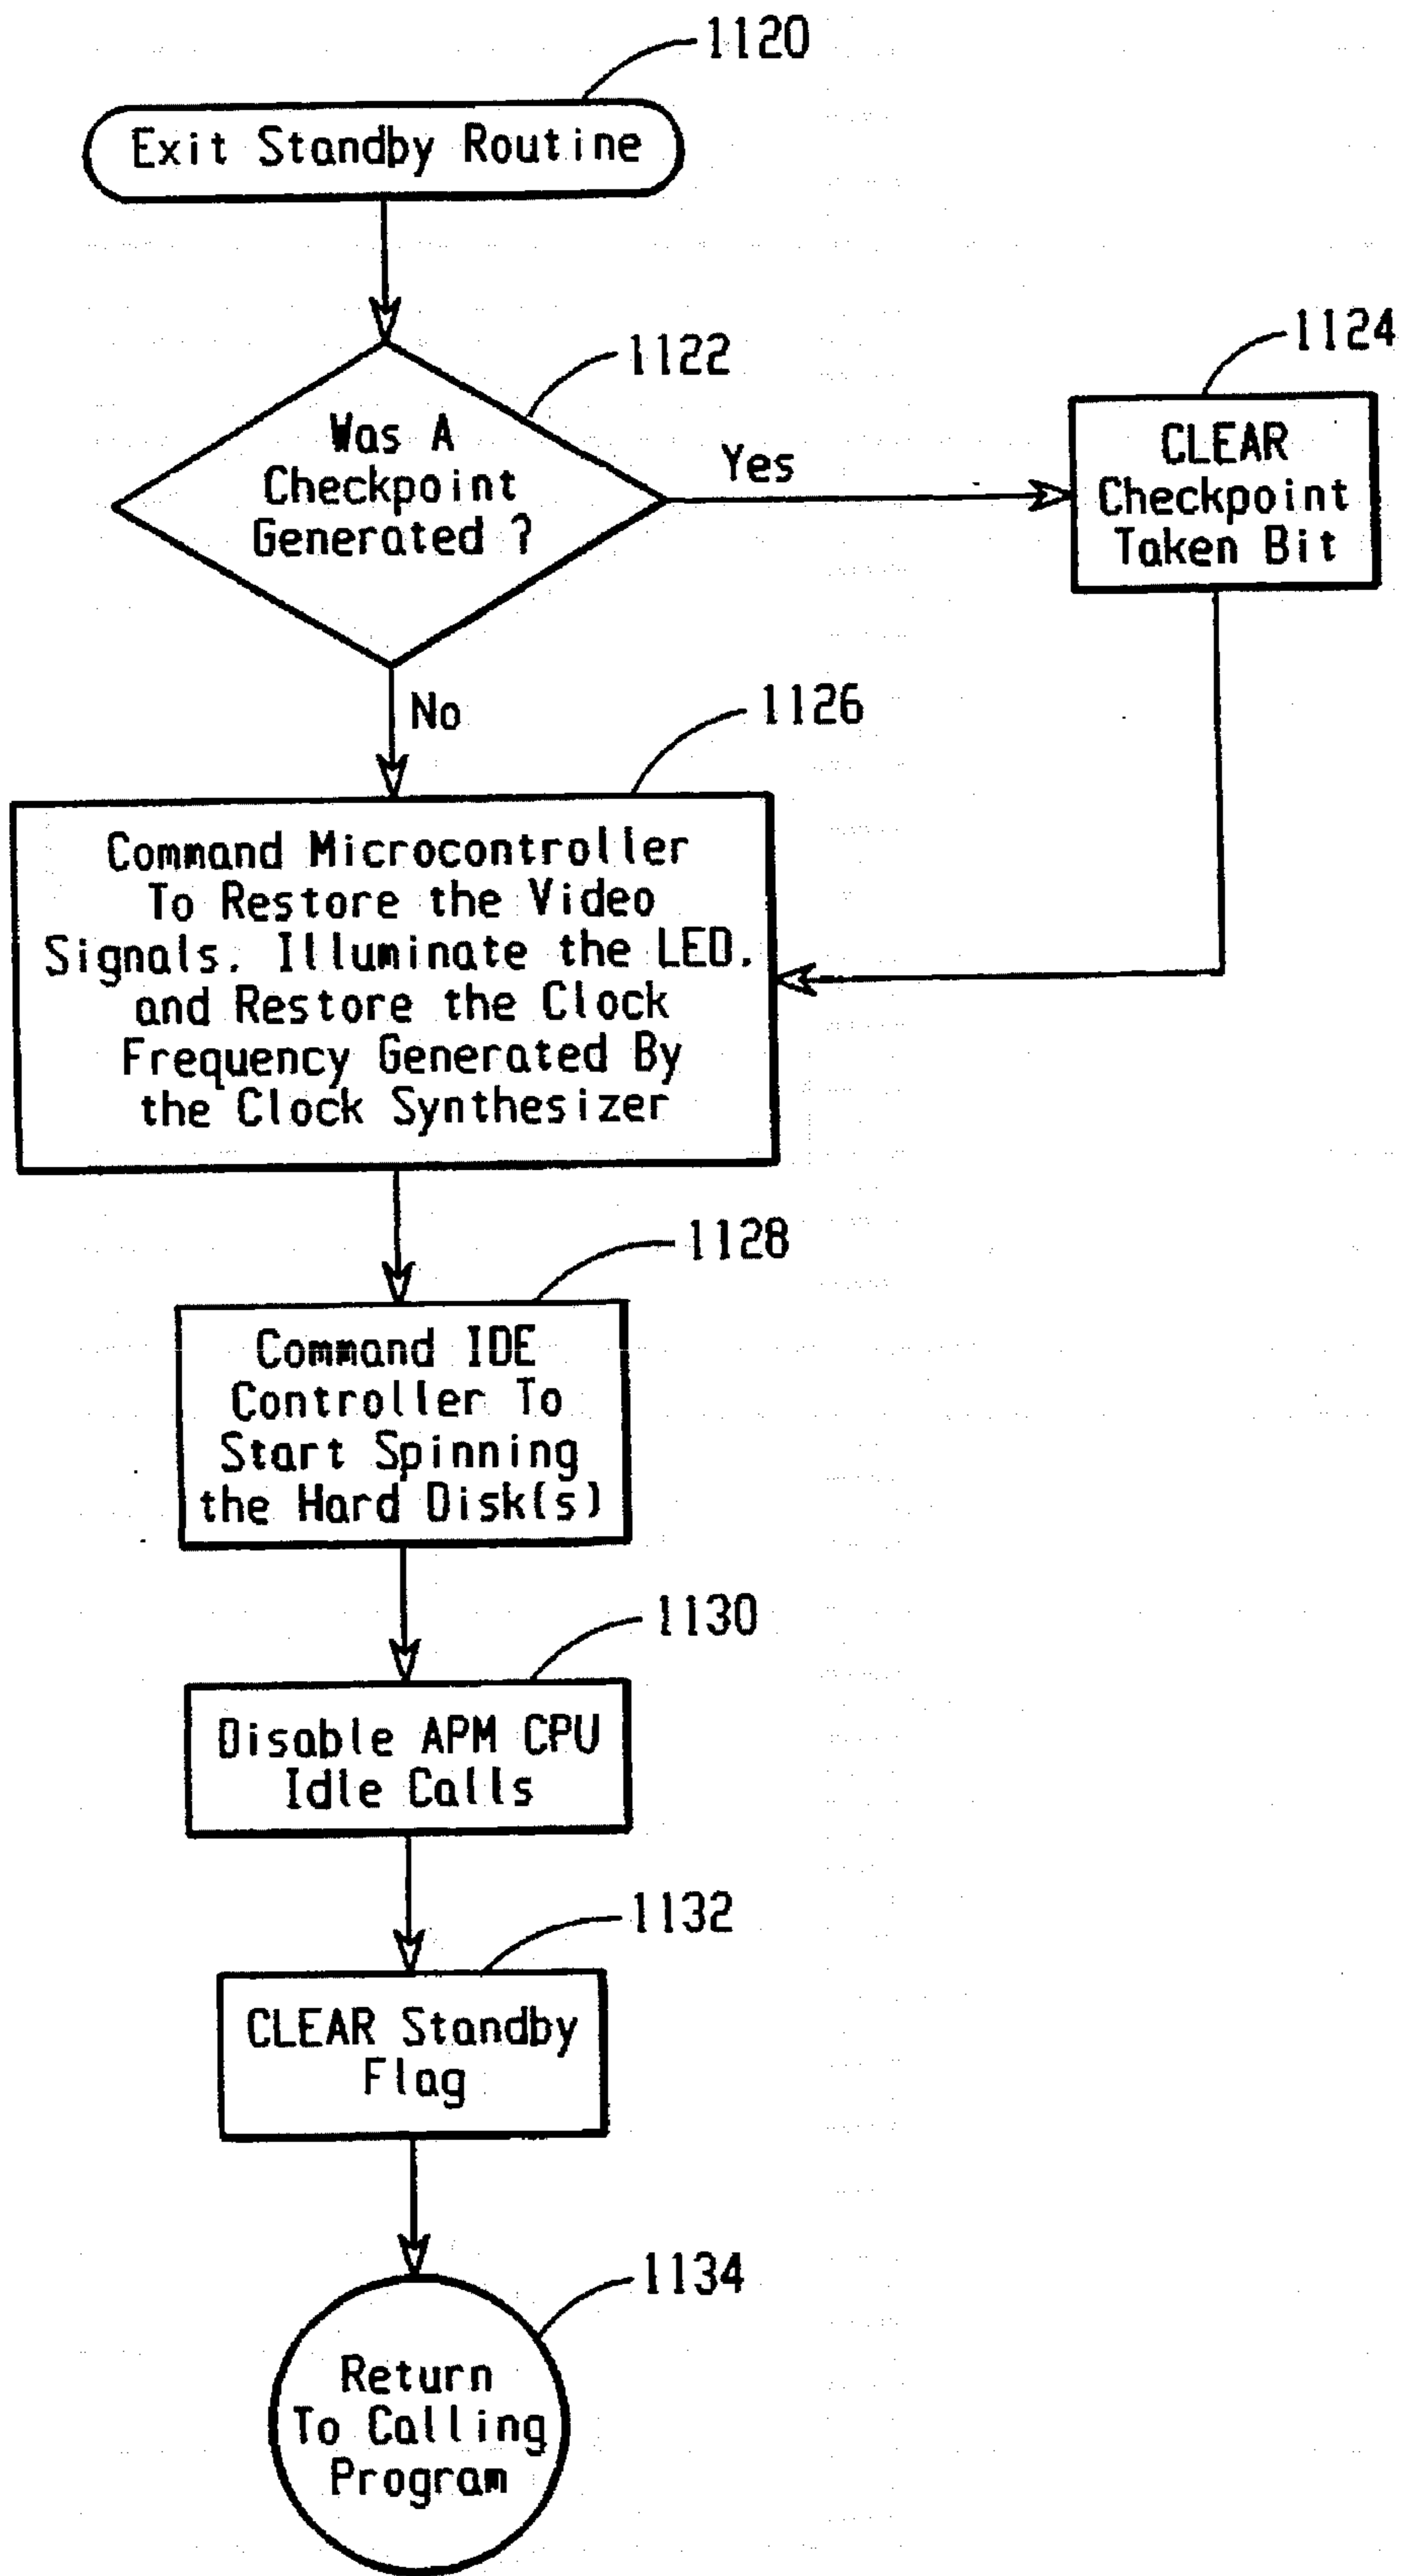 1120
Exit Standby Routine
1122
Was A
Checkpoint
Generated ?
Yes
1124
CLEAR
Checkpoint
Taken Bit
No
1126
Command Microcontroller
To Restore the Video
Signals. Illuminate the LED.
and Restore the Clock
Frequency Generated By
the Clock Synthesizer
1128
Command IDE
Controller To
Start Spinning
the Hard Disk(s)
1130
Disable APM CPU
Idle Calls
1132
CLEAR Standby
Flag
1134
Return
To Calling
Program